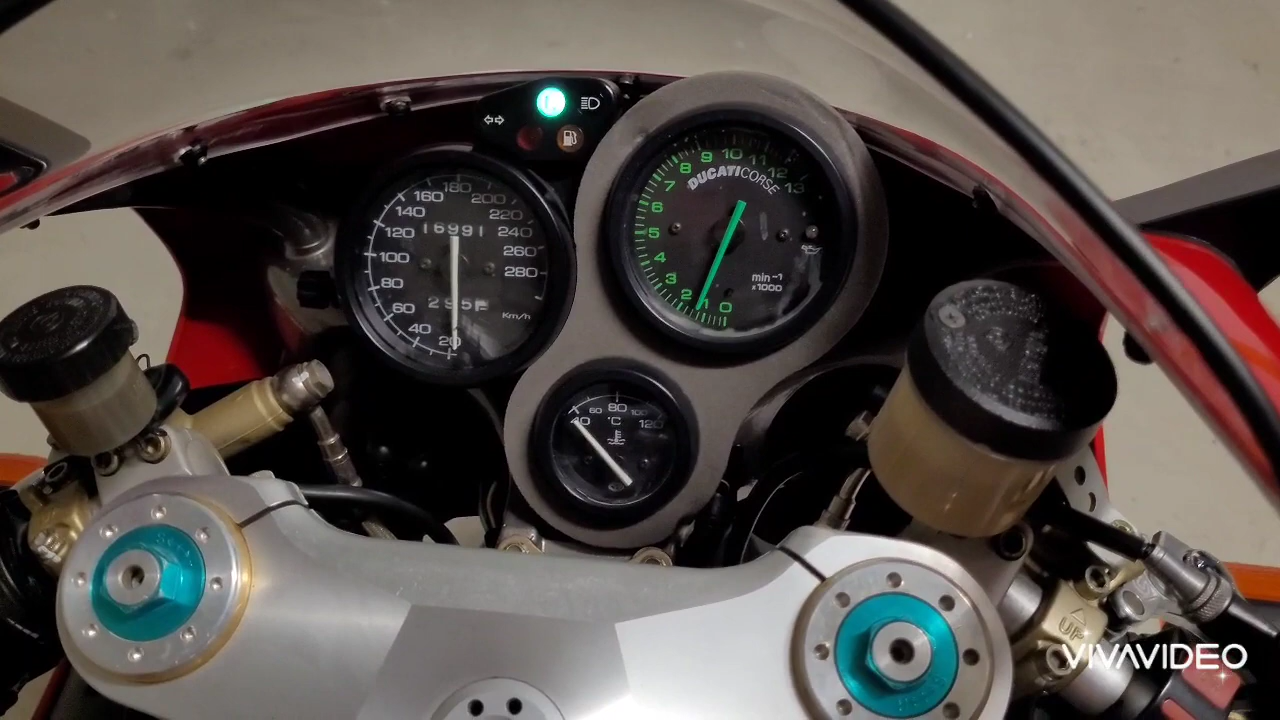 180
160 200
140 220
120 16991 240
260
100 280
80
60 295
Km/h
40
20
10
9 11
8 12
7 13
DUCATICORSE
6
5
4
3
2 1 0
min⁻¹
x1000
80
60 100
40 °C 120
UP
VIVAVIDEO